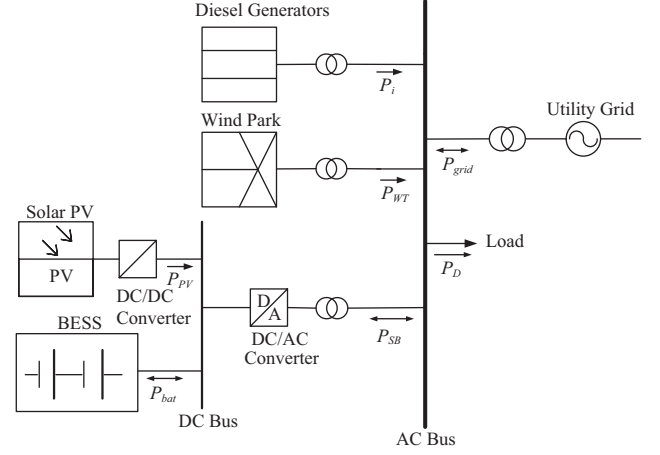 Diesel Generators
P_i
Wind Park
P_WT
Utility Grid
P_grid
Solar PV
PV
P_PV
DC/DC
Converter
Load
P_D
D
A
DC/AC
Converter
P_SB
BESS
P_bat
DC Bus
AC Bus